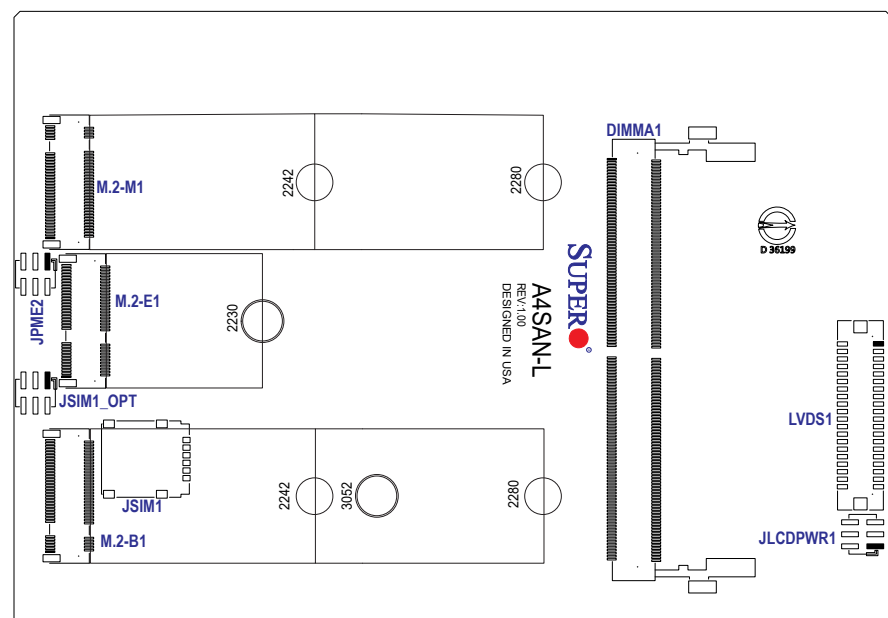 DIMMA1
M.2-M1
2242
2280
D 36199
SUPER
A4SAN-L
REV:1.00
DESIGNED IN USA
M.2-E1
2230
JPME2
JSIM1_OPT
LVDS1
JSIM1
2242
3052
2280
M.2-B1
JLCDPWR1